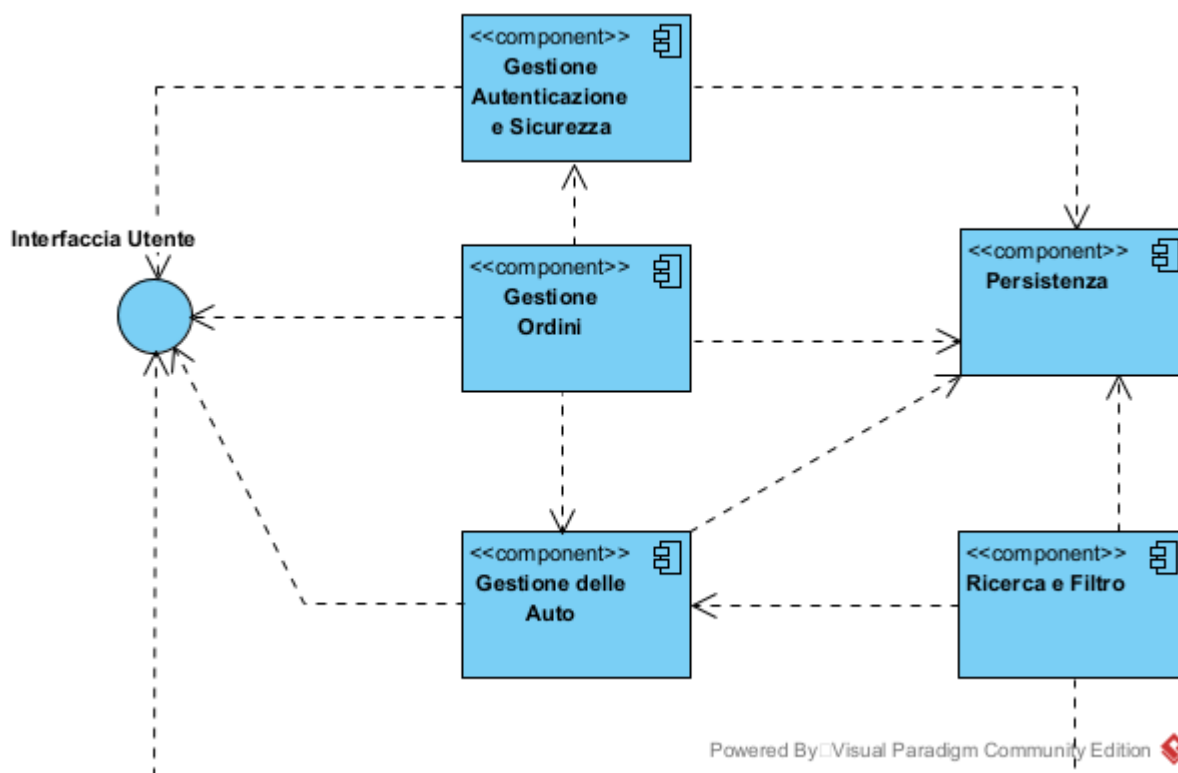 <<component>>
Gestione
Autenticazione
e Sicurezza
Interfaccia Utente
<<component>>
Gestione
Ordini
<<component>>
Persistenza
<<component>>
Gestione delle
Auto
<<component>>
Ricerca e Filtro
Powered By Visual Paradigm Community Edition